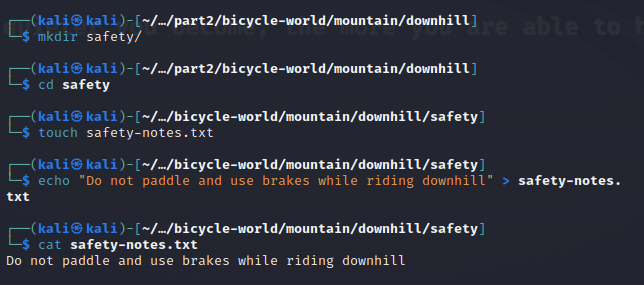 ┌──(kali㉿kali)-[~/…/part2/bicycle-world/mountain/downhill]
└─$ mkdir safety/
┌──(kali㉿kali)-[~/…/part2/bicycle-world/mountain/downhill]
└─$ cd safety
┌──(kali㉿kali)-[~/…/bicycle-world/mountain/downhill/safety]
└─$ touch safety-notes.txt
┌──(kali㉿kali)-[~/…/bicycle-world/mountain/downhill/safety]
└─$ echo "Do not paddle and use brakes while riding downhill" > safety-notes.
txt
┌──(kali㉿kali)-[~/…/bicycle-world/mountain/downhill/safety]
└─$ cat safety-notes.txt
Do not paddle and use brakes while riding downhill